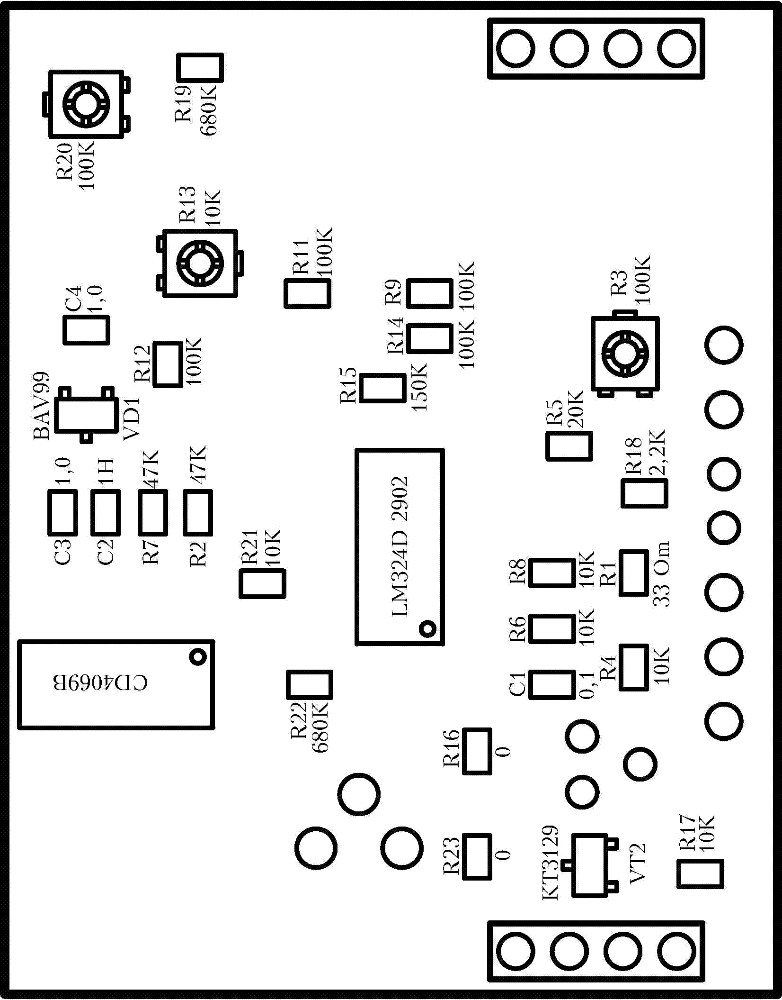 R19
680K
R20
100K
R13
10K
C4
1,0
R11
100K
R9
100K
R3
100K
R14
100K
R12
100K
R15
150K
BAV99
VD1
R5
20K
R18
2,2K
C3
1,0
C2
1H
R7
47K
R2
47K
R21
10K
LM324D 2902
R8
10K
R1
33 Om
R6
10K
R4
10K
C1
0,1
CD4069B
R22
680K
R16
0
R23
0
KT3129
VT2
R17
10K